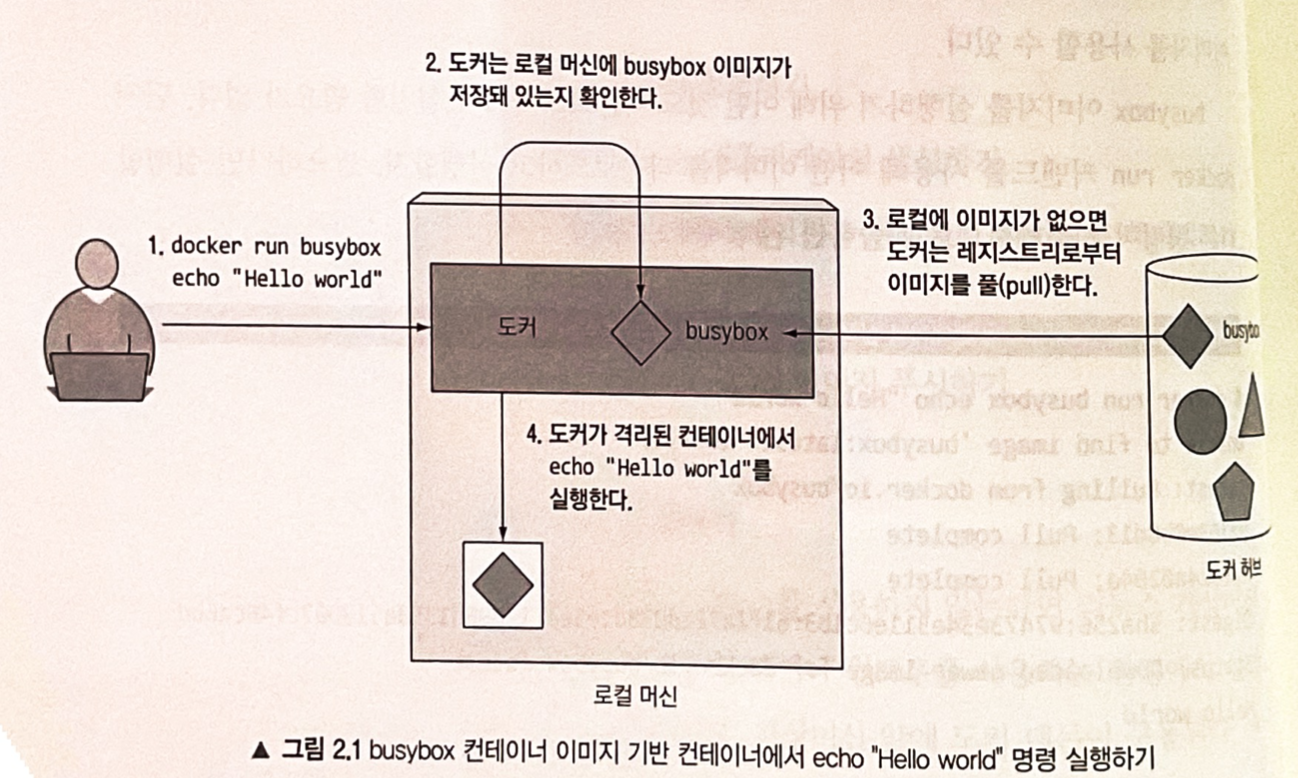 2. 도커는 로컬 머신에 busybox 이미지가
저장돼 있는지 확인한다.
1. docker run busybox
echo "Hello world"
3. 로컬에 이미지가 없으면
도커는 레지스트리로부터
이미지를 풀(pull)한다.
도커
busybox
busybo
4. 도커가 격리된 컨테이너에서
echo "Hello world"를
실행한다.
도커 허브
로컬 머신
▲ 그림 2.1 busybox 컨테이너 이미지 기반 컨테이너에서 echo "Hello world" 명령 실행하기